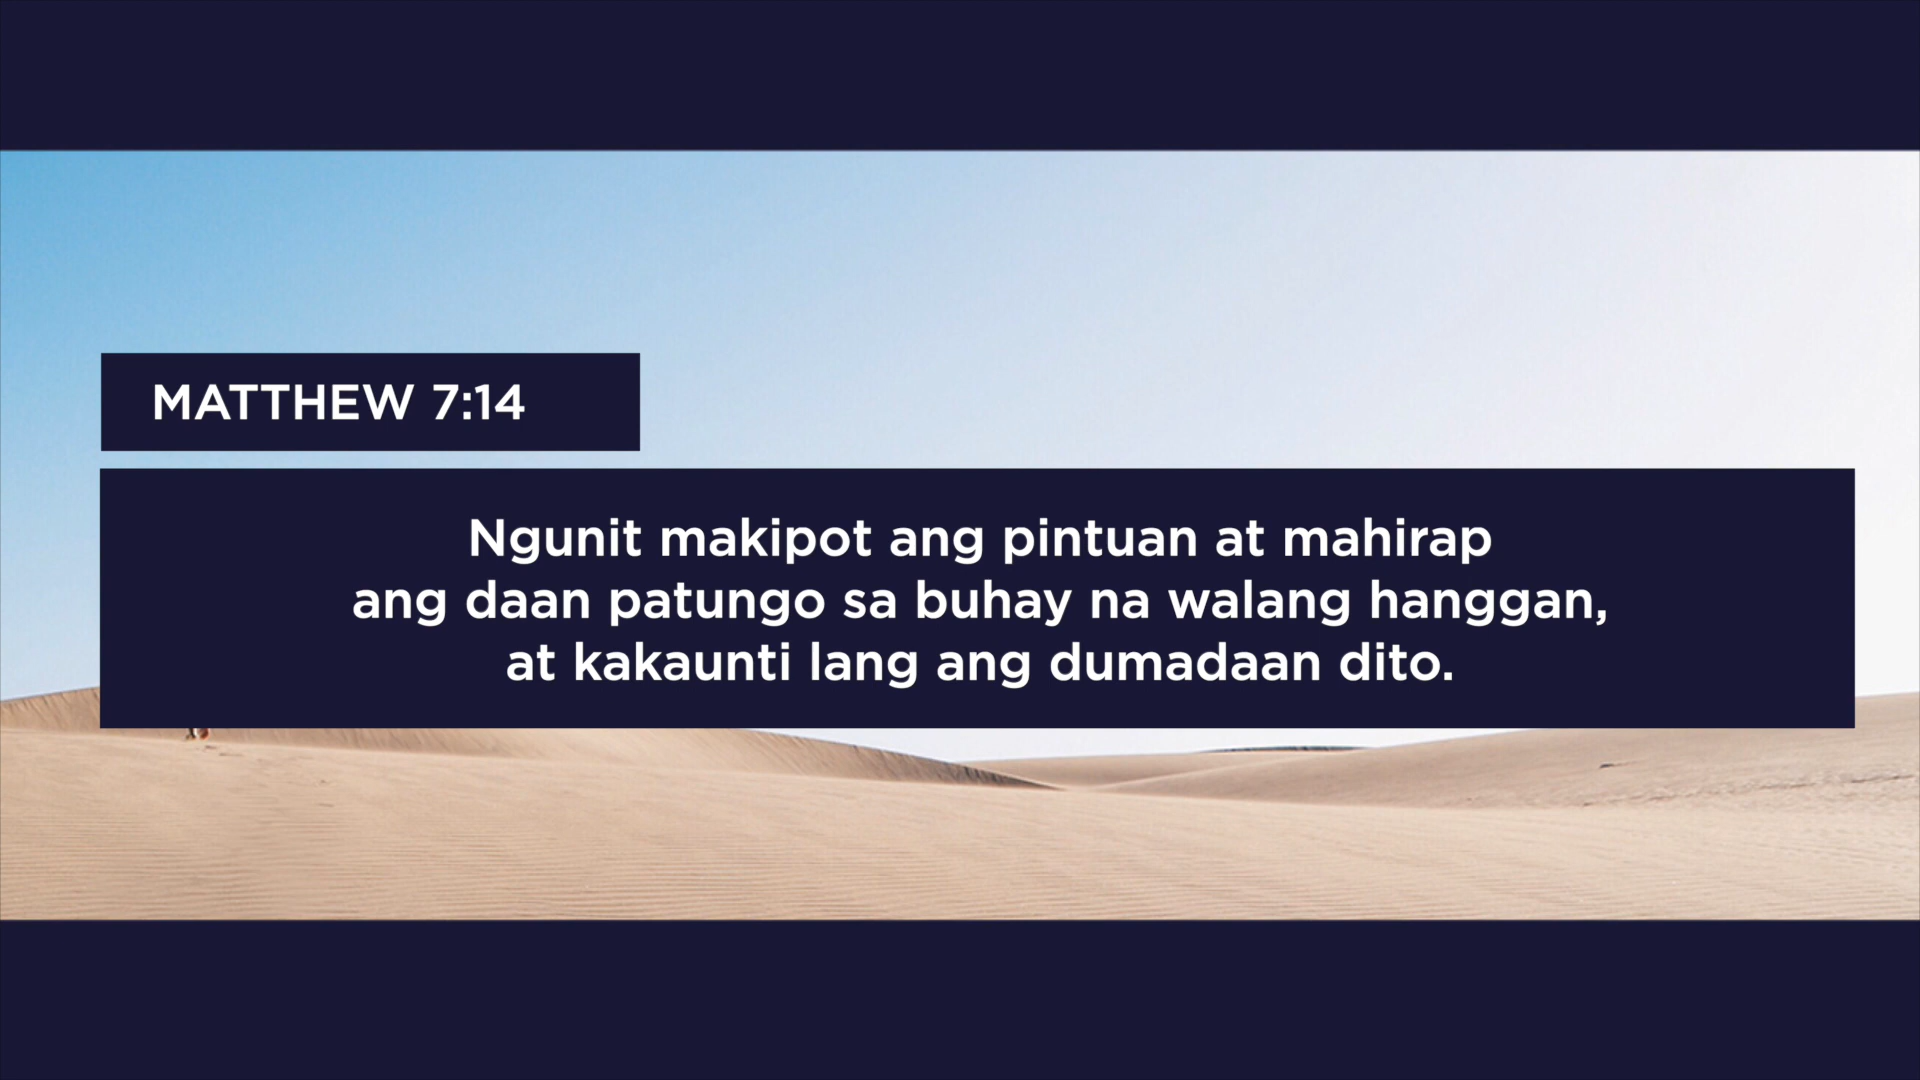 MATTHEW 7:14
Ngunit makipot ang pintuan at mahirap
ang daan patungo sa buhay na walang hanggan,
at kakaunti lang ang dumadaan dito.